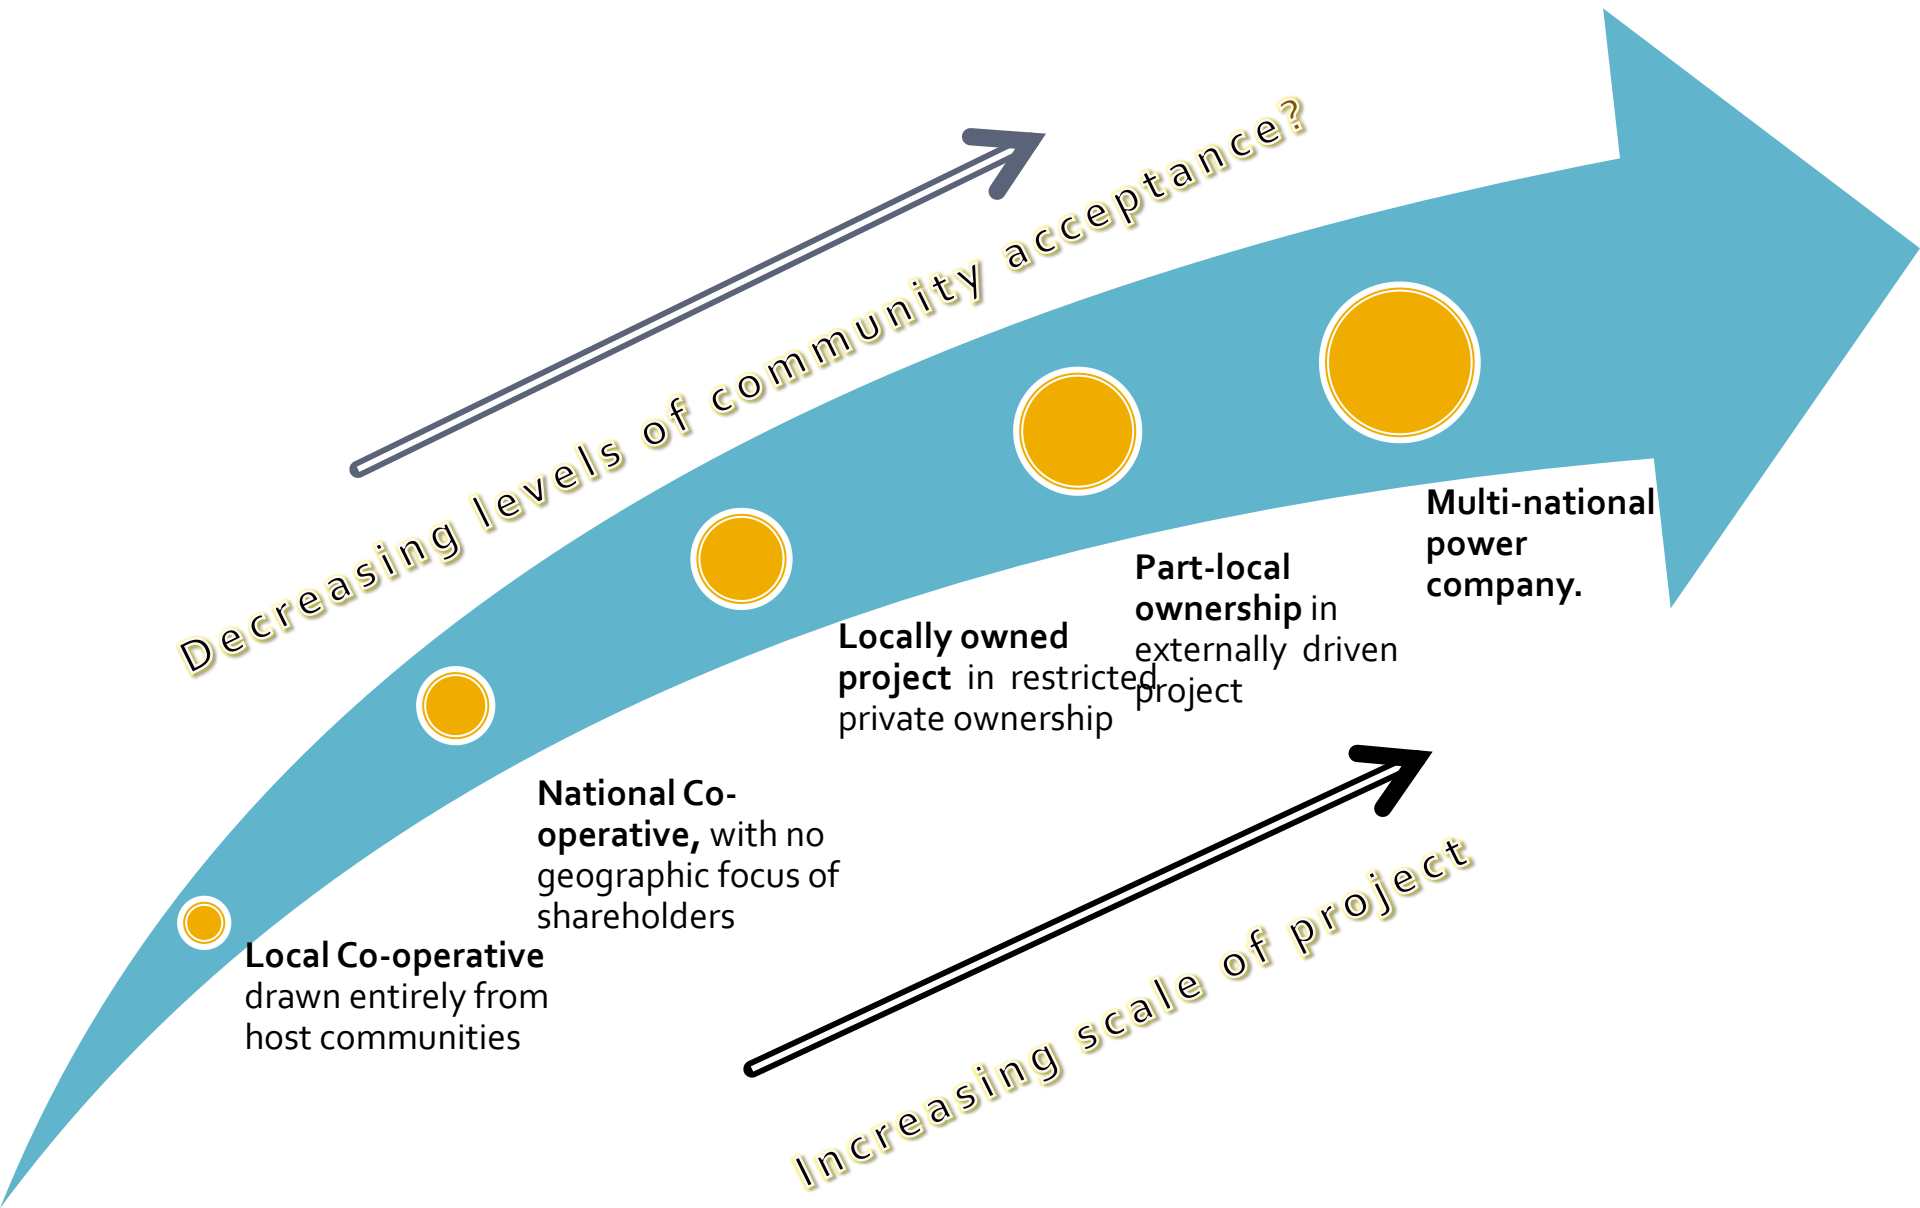 Decreasing levels of community acceptance?
Multi-national
power
company.
Part-local
ownership in
externally driven
project
Locally owned
project in restricted
private ownership
National Co-
operative, with no
geographic focus of
shareholders
Local Co-operative
drawn entirely from
host communities
Increasing scale of project